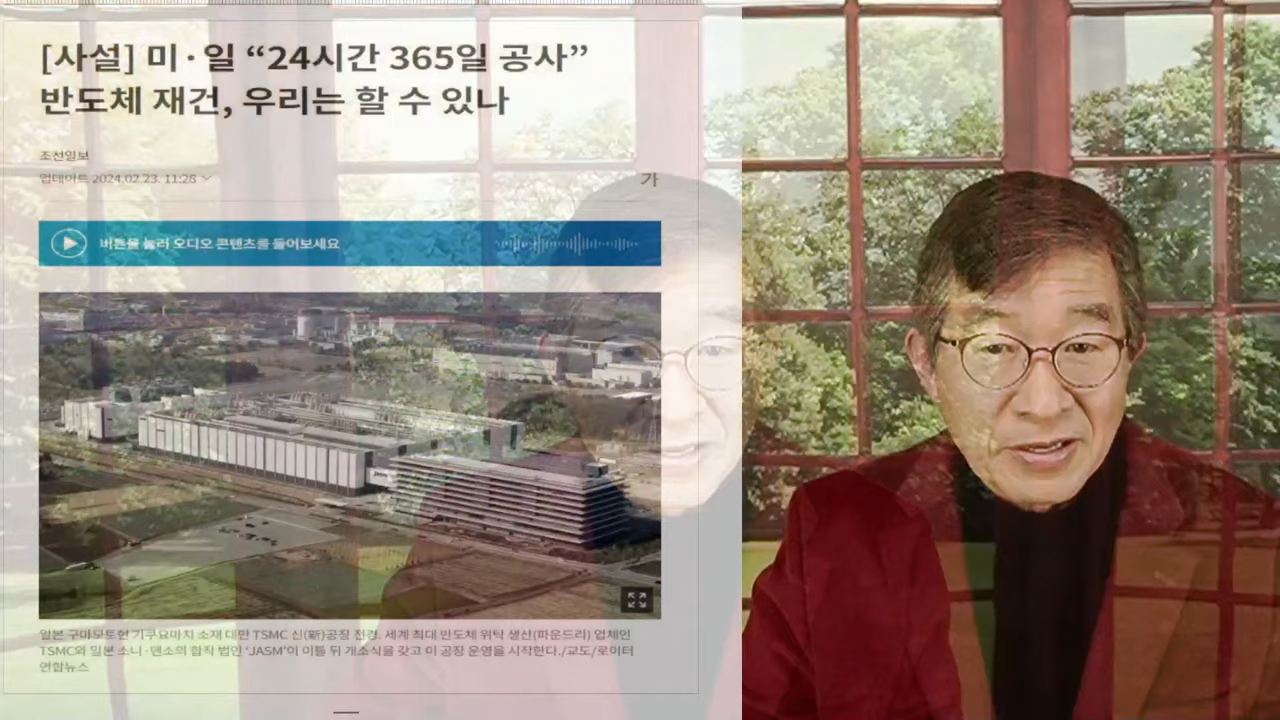 [사설] 미·일 “24시간 365일 공사”
반도체 재건, 우리는 할 수 있나
조선일보
업데이트 2024.02.23. 11:28
가
버튼을 눌러 오디오 콘텐츠를 들어보세요
일본 구마모토현 기쿠요마치 소재 대만 TSMC 신(新)공장 전경. 세계 최대 반도체 위탁 생산(파운드리) 업체인
TSMC와 일본 소니·덴소의 합작 법인 ‘JASM’이 이틀 뒤 개소식을 갖고 이 공장 운영을 시작한다./교도/로이터
연합뉴스